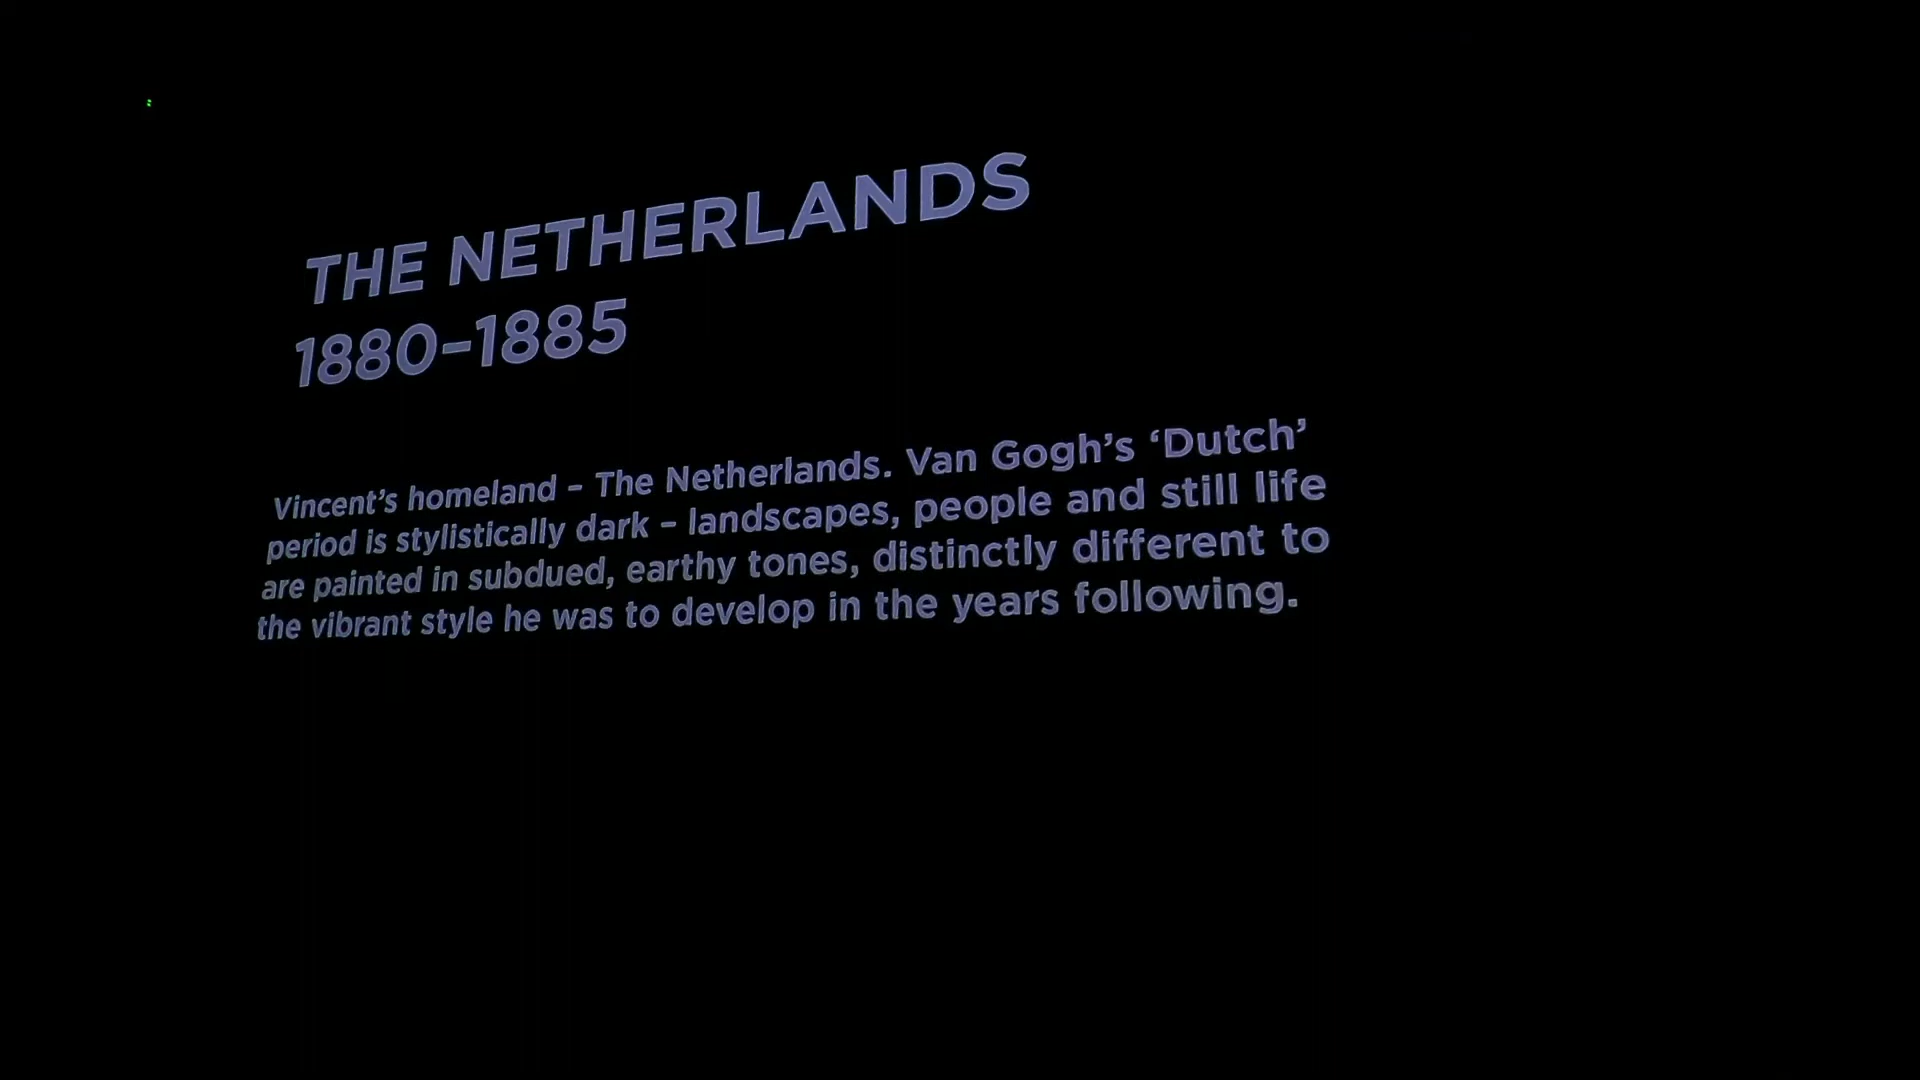 THE NETHERLANDS
1880–1885
Vincent’s homeland – The Netherlands. Van Gogh’s ‘Dutch’
period is stylistically dark – landscapes, people and still life
are painted in subdued, earthy tones, distinctly different to
the vibrant style he was to develop in the years following.